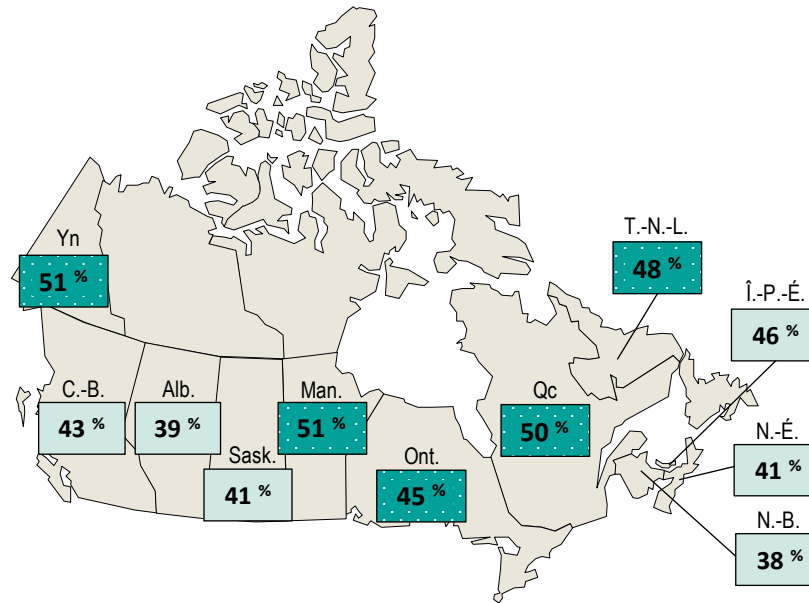 Yn
51 %
T.-N.-L.
48 %
Î.-P.-É.
46 %
C.-B.
43 %
Alb.
39 %
Sask.
41 %
Man.
51 %
Ont.
45 %
Qc
50 %
N.-É.
41 %
N.-B.
38 %